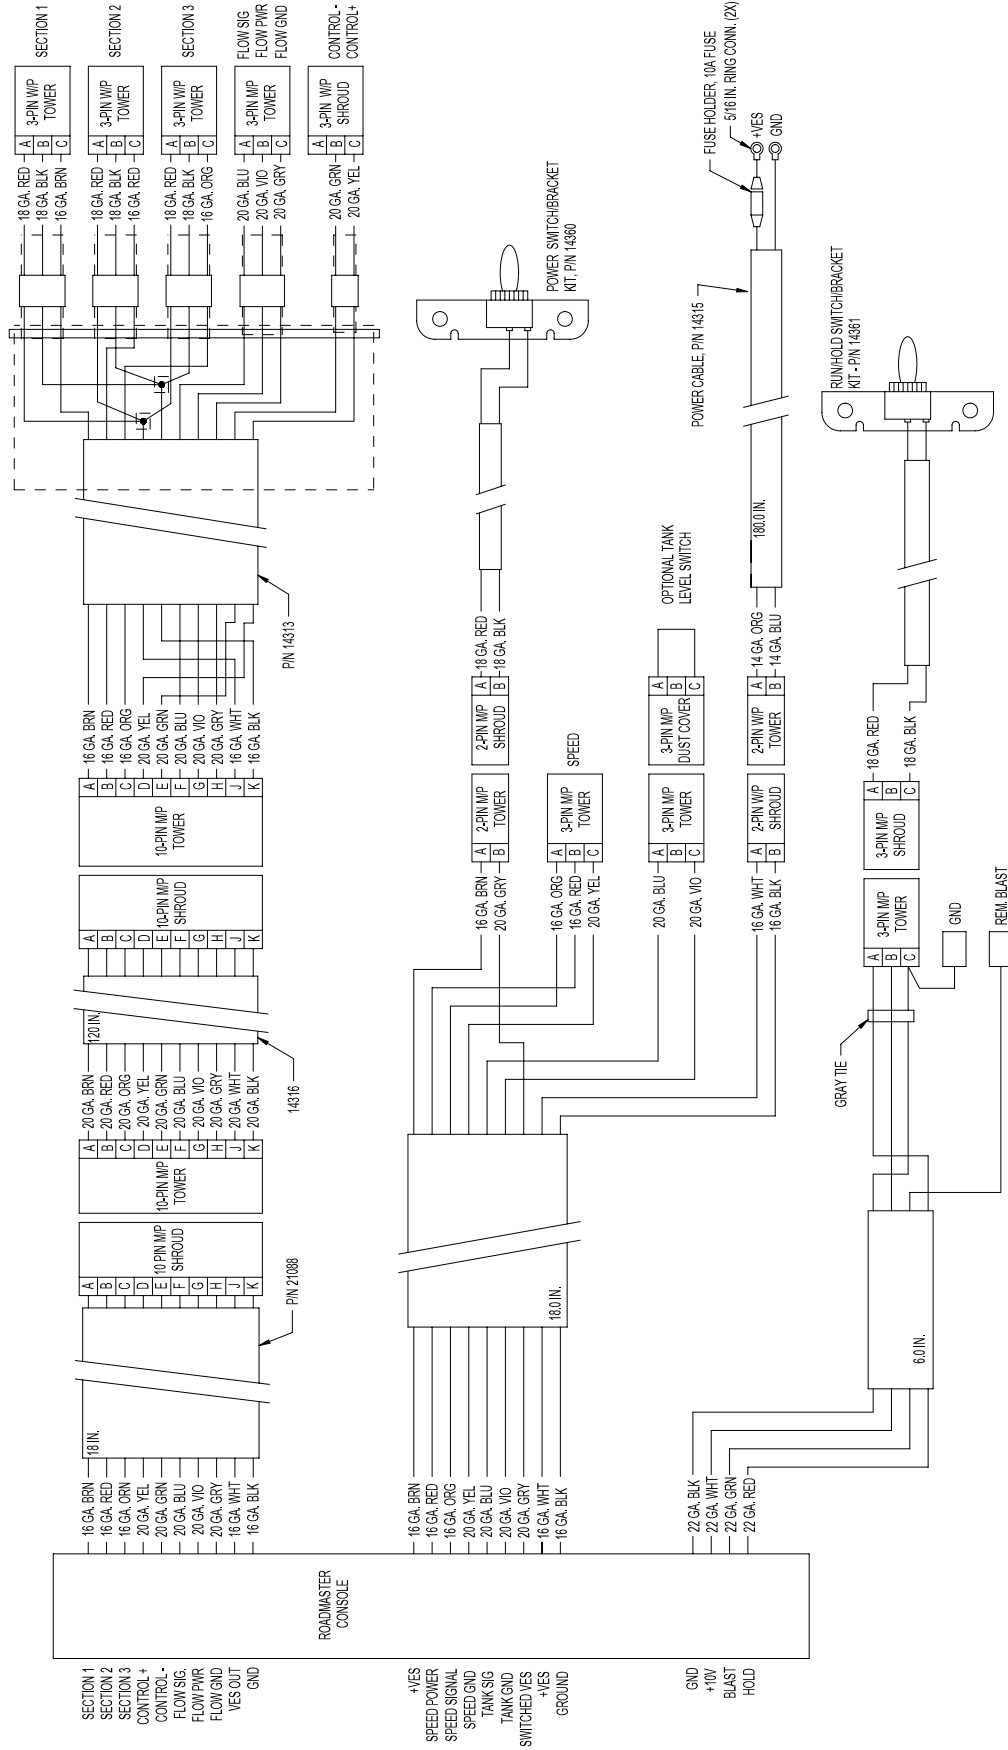 SECTION 1
SECTION 2
SECTION 3
CONTROL +
CONTROL -
FLOW SIG.
FLOW PWR
FLOW GND
VES OUT
GND
+VES
SPEED POWER
SPEED SIGNAL
SPEED GND
TANK SIG
TANK GND
SWITCHED VES
+VES
GROUND
GND
+10V
BLAST
HOLD
ROADMASTER
CONSOLE
16 GA. BRN
16 GA. RED
16 GA. ORN
20 GA. YEL
20 GA. GRN
20 GA. BLU
20 GA. VIO
20 GA. GRY
16 GA. WHT
16 GA. BLK
18 IN.
P/N 21088
A
B
C
D
E
F
G
H
J
K
10 PIN M/P
SHROUD
10-PIN M/P
TOWER
A
B
C
D
E
F
G
H
J
K
20 GA. BRN
20 GA. RED
20 GA. ORG
20 GA. YEL
20 GA. GRN
20 GA. BLU
20 GA. VIO
20 GA. GRY
20 GA. WHT
20 GA. BLK
120 IN.
14316
A
B
C
D
E
F
G
H
J
K
10-PIN M/P
SHROUD
10-PIN M/P
TOWER
A
B
C
D
E
F
G
H
J
K
16 GA. BRN
16 GA. RED
16 GA. ORG
20 GA. YEL
20 GA. GRN
20 GA. BLU
20 GA. VIO
20 GA. GRY
16 GA. WHT
16 GA. BLK
P/N 14313
18 GA. RED
18 GA. BLK
16 GA. BRN
A
B
C
3-PIN W/P
TOWER
SECTION 1
18 GA. RED
18 GA. BLK
16 GA. RED
A
B
C
3-PIN W/P
TOWER
SECTION 2
18 GA. RED
18 GA. BLK
16 GA. ORG
A
B
C
3-PIN W/P
TOWER
SECTION 3
20 GA. BLU
20 GA. VIO
20 GA. GRY
A
B
C
3-PIN M/P
TOWER
FLOW SIG
FLOW PWR
FLOW GND
20 GA. GRN
20 GA. YEL
A
B
C
3-PIN W/P
SHROUD
CONTROL-
CONTROL+
16 GA. BRN
16 GA. RED
16 GA. ORG
20 GA. YEL
20 GA. BLU
20 GA. VIO
20 GA. GRY
16 GA. WHT
16 GA. BLK
18.0 IN.
16 GA. BRN
20 GA. GRY
A
B
2-PIN M/P
TOWER
2-PIN M/P
SHROUD
A
B
18 GA. RED
18 GA. BLK
POWER SWITCH/BRACKET
KIT, P/N 14360
16 GA. ORG
16 GA. RED
20 GA. YEL
A
B
C
3-PIN M/P
TOWER
SPEED
20 GA. BLU
20 GA. VIO
A
B
C
3-PIN M/P
TOWER
3-PIN M/P
DUST COVER
A
B
C
OPTIONAL TANK
LEVEL SWITCH
16 GA. WHT
16 GA. BLK
A
B
2-PIN W/P
SHROUD
2-PIN W/P
TOWER
A
B
14 GA. ORG
14 GA. BLU
180.0 IN.
POWER CABLE, P/N 14315
FUSE HOLDER, 10A FUSE
5/16 IN. RING CONN. (2X)
+VES
GND
22 GA. BLK
22 GA. WHT
22 GA. GRN
22 GA. RED
6.0 IN.
GRAY TIE
A
B
C
3-PIN M/P
TOWER
GND
REM. BLAST
3-PIN M/P
SHROUD
A
B
C
18 GA. RED
18 GA. BLK
RUN/HOLD SWITCH/BRACKET
KIT - P/N 14361